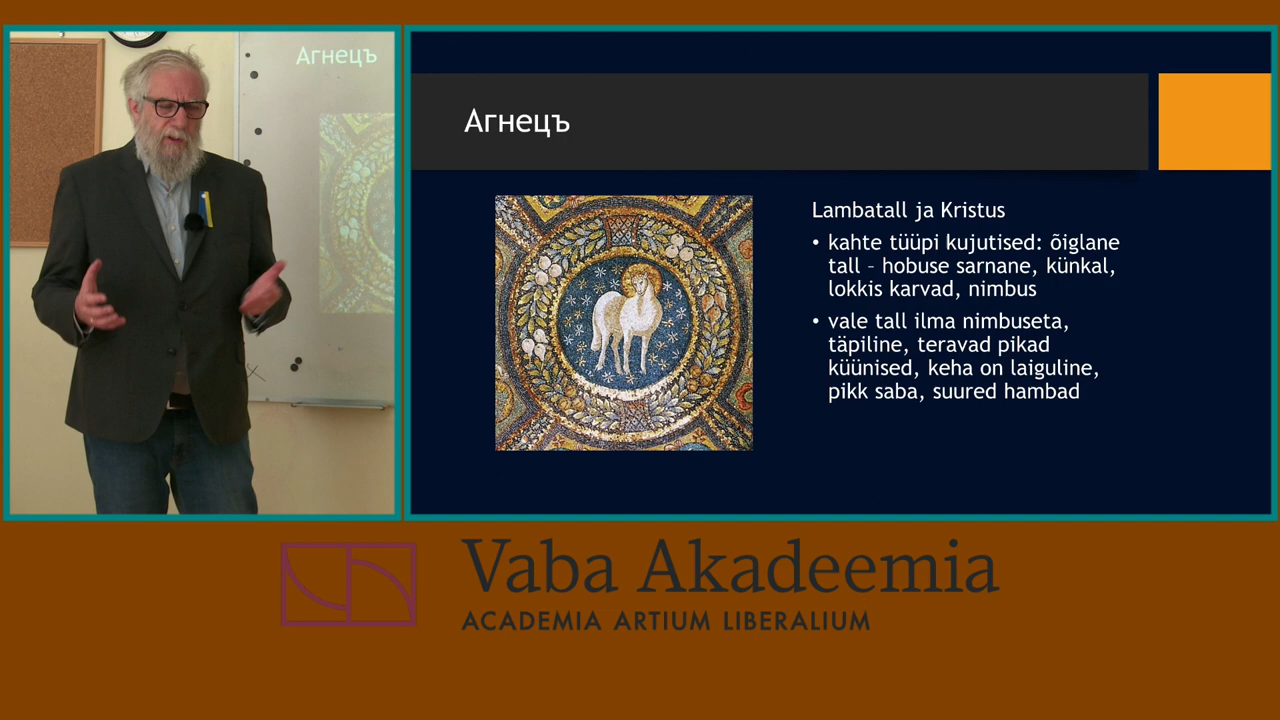 Агнецъ
Агнецъ
Lambatall ja Kristus
• kahte tüüpi kujutised: õiglane
tall – hobuse sarnane, künkal,
lokkis karvad, nimbus
• vale tall ilma nimbuseta,
täpiline, teravad pikad
küünised, keha on laiguline,
pikk saba, suured hambad
Vaba Akadeemia
ACADEMIA ARTIUM LIBERALIUM